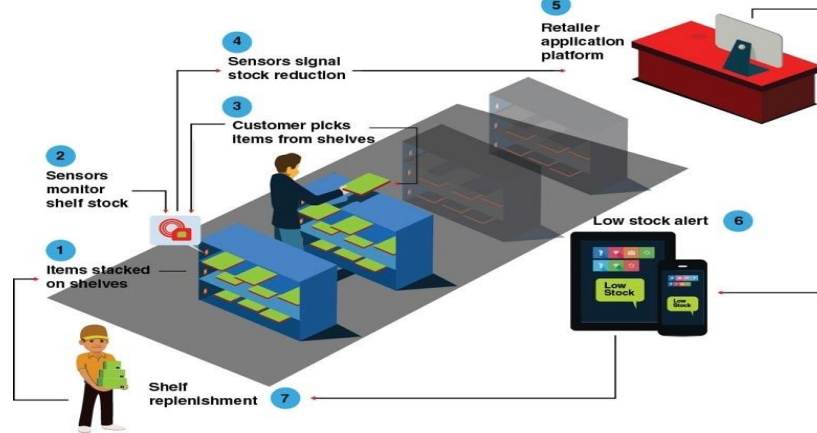 5
Retailer
application
platform
4
Sensors signal
stock reduction
3
Customer picks
items from shelves
2
Sensors
monitor
shelf stock
1
Items stacked
on shelves
Low stock alert
6
Low
Stock
Low
Stock
Shelf
replenishment
7